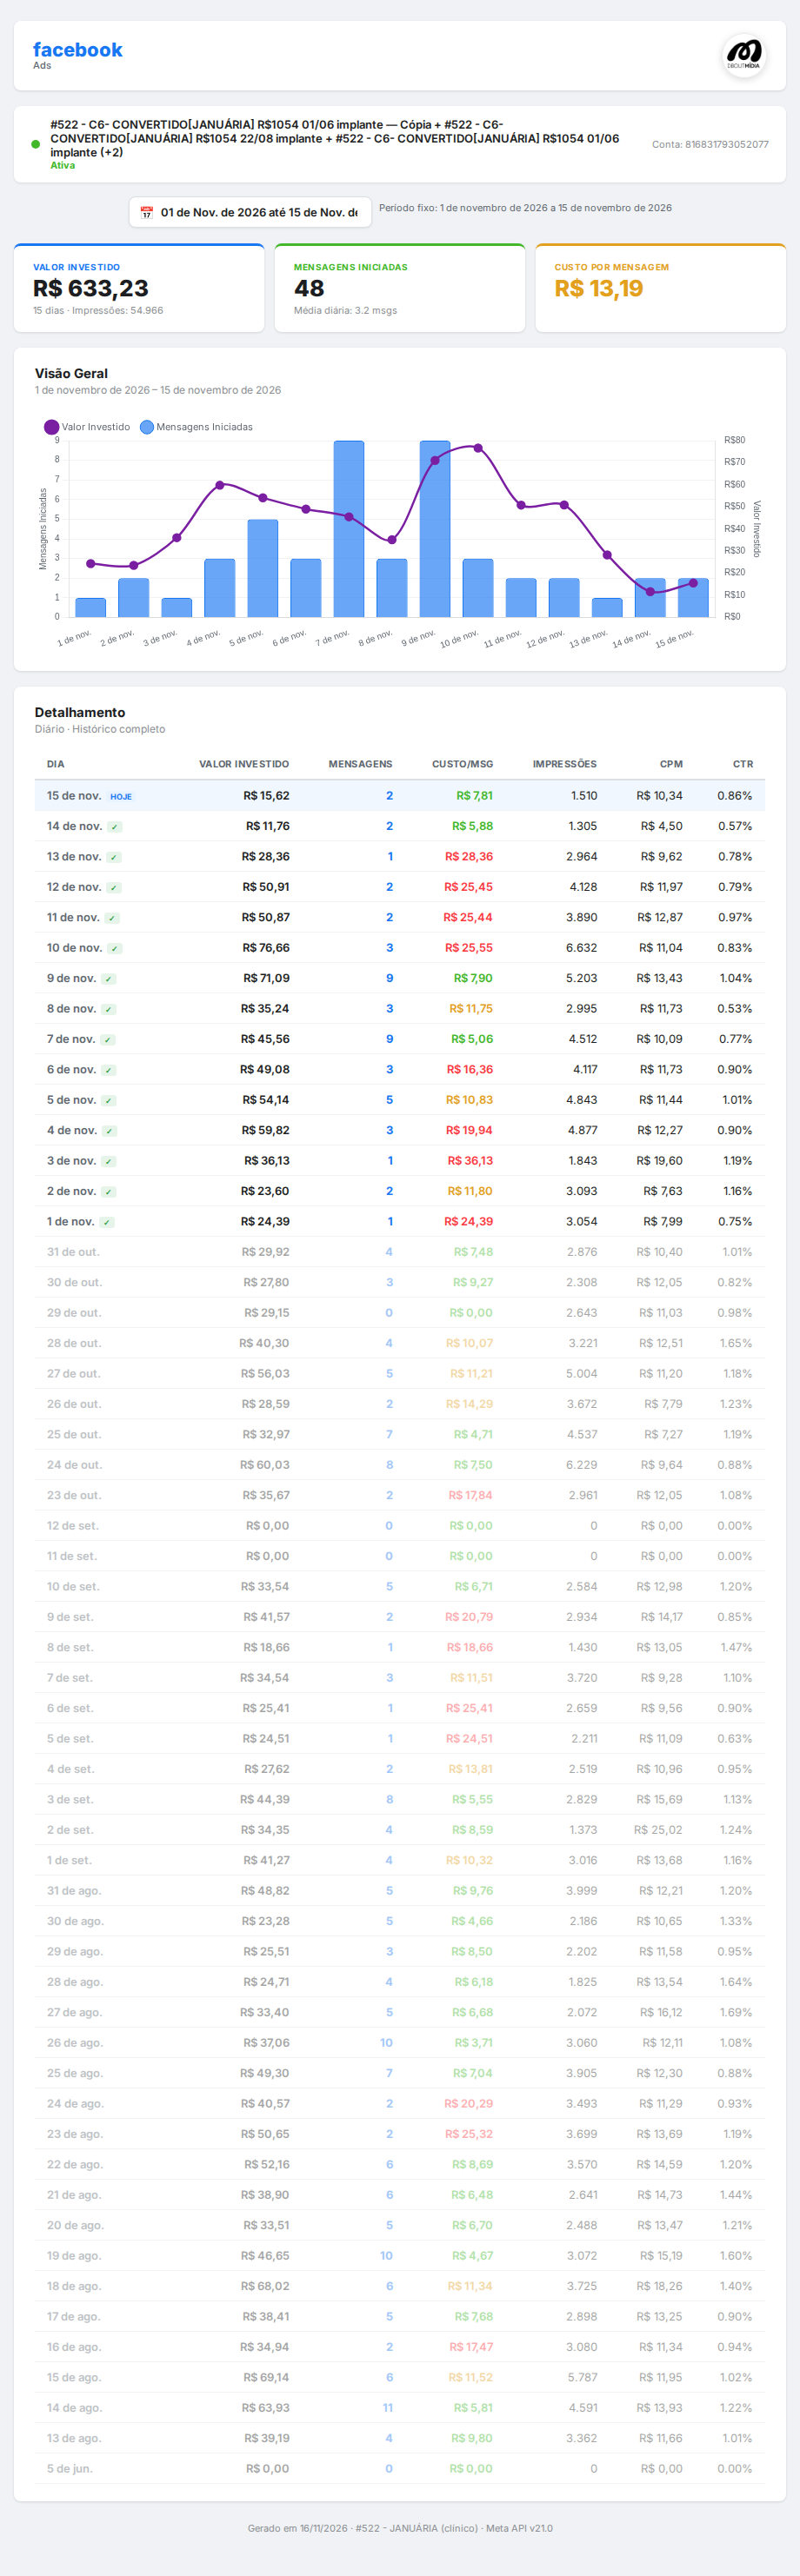 facebook
Ads
DBOUTMÍDIA
#522 - C6- CONVERTIDO[JANUÁRIA] R$1054 01/06 implante — Cópia + #522 - C6-
CONVERTIDO[JANUÁRIA] R$1054 22/08 implante + #522 - C6- CONVERTIDO[JANUÁRIA] R$1054 01/06
implante (+2)
Ativa
Conta: 816831793052077
01 de Nov. de 2026 até 15 de Nov. de
Período fixo: 1 de novembro de 2026 a 15 de novembro de 2026
VALOR INVESTIDO
R$ 633,23
15 dias · Impressões: 54.966
MENSAGENS INICIADAS
48
Média diária: 3.2 msgs
CUSTO POR MENSAGEM
R$ 13,19
Visão Geral
1 de novembro de 2026 – 15 de novembro de 2026
Valor Investido Mensagens Iniciadas
Mensagens Iniciadas
9
8
7
6
5
4
3
2
1
0
R$80
R$70
R$60
R$50
R$40
R$30
R$20
R$10
R$0
Valor Investido
1 de nov. 2 de nov. 3 de nov. 4 de nov. 5 de nov. 6 de nov. 7 de nov. 8 de nov. 9 de nov. 10 de nov. 11 de nov. 12 de nov. 13 de nov. 14 de nov. 15 de nov.
Detalhamento
Diário · Histórico completo
DIA VALOR INVESTIDO MENSAGENS CUSTO/MSG IMPRESSÕES CPM CTR
15 de nov. HOJE R$ 15,62 2 R$ 7,81 1.510 R$ 10,34 0.86%
14 de nov. ✓ R$ 11,76 2 R$ 5,88 1.305 R$ 4,50 0.57%
13 de nov. ✓ R$ 28,36 1 R$ 28,36 2.964 R$ 9,62 0.78%
12 de nov. ✓ R$ 50,91 2 R$ 25,45 4.128 R$ 11,97 0.79%
11 de nov. ✓ R$ 50,87 2 R$ 25,44 3.890 R$ 12,87 0.97%
10 de nov. ✓ R$ 76,66 3 R$ 25,55 6.632 R$ 11,04 0.83%
9 de nov. ✓ R$ 71,09 9 R$ 7,90 5.203 R$ 13,43 1.04%
8 de nov. ✓ R$ 35,24 3 R$ 11,75 2.995 R$ 11,73 0.53%
7 de nov. ✓ R$ 45,56 9 R$ 5,06 4.512 R$ 10,09 0.77%
6 de nov. ✓ R$ 49,08 3 R$ 16,36 4.117 R$ 11,73 0.90%
5 de nov. ✓ R$ 54,14 5 R$ 10,83 4.843 R$ 11,44 1.01%
4 de nov. ✓ R$ 59,82 3 R$ 19,94 4.877 R$ 12,27 0.90%
3 de nov. ✓ R$ 36,13 1 R$ 36,13 1.843 R$ 19,60 1.19%
2 de nov. ✓ R$ 23,60 2 R$ 11,80 3.093 R$ 7,63 1.16%
1 de nov. ✓ R$ 24,39 1 R$ 24,39 3.054 R$ 7,99 0.75%
31 de out. R$ 29,92 4 R$ 7,48 2.876 R$ 10,40 1.01%
30 de out. R$ 27,80 3 R$ 9,27 2.308 R$ 12,05 0.82%
29 de out. R$ 29,15 0 R$ 0,00 2.643 R$ 11,03 0.98%
28 de out. R$ 40,30 4 R$ 10,07 3.221 R$ 12,51 1.65%
27 de out. R$ 56,03 5 R$ 11,21 5.004 R$ 11,20 1.18%
26 de out. R$ 28,59 2 R$ 14,29 3.672 R$ 7,79 1.23%
25 de out. R$ 32,97 7 R$ 4,71 4.537 R$ 7,27 1.19%
24 de out. R$ 60,03 8 R$ 7,50 6.229 R$ 9,64 0.88%
23 de out. R$ 35,67 2 R$ 17,84 2.961 R$ 12,05 1.08%
12 de set. R$ 0,00 0 R$ 0,00 0 R$ 0,00 0.00%
11 de set. R$ 0,00 0 R$ 0,00 0 R$ 0,00 0.00%
10 de set. R$ 33,54 5 R$ 6,71 2.584 R$ 12,98 1.20%
9 de set. R$ 41,57 2 R$ 20,79 2.934 R$ 14,17 0.85%
8 de set. R$ 18,66 1 R$ 18,66 1.430 R$ 13,05 1.47%
7 de set. R$ 34,54 3 R$ 11,51 3.720 R$ 9,28 1.10%
6 de set. R$ 25,41 1 R$ 25,41 2.659 R$ 9,56 0.90%
5 de set. R$ 24,51 1 R$ 24,51 2.211 R$ 11,09 0.63%
4 de set. R$ 27,62 2 R$ 13,81 2.519 R$ 10,96 0.95%
3 de set. R$ 44,39 8 R$ 5,55 2.829 R$ 15,69 1.13%
2 de set. R$ 34,35 4 R$ 8,59 1.373 R$ 25,02 1.24%
1 de set. R$ 41,27 4 R$ 10,32 3.016 R$ 13,68 1.16%
31 de ago. R$ 48,82 5 R$ 9,76 3.999 R$ 12,21 1.20%
30 de ago. R$ 23,28 5 R$ 4,66 2.186 R$ 10,65 1.33%
29 de ago. R$ 25,51 3 R$ 8,50 2.202 R$ 11,58 0.95%
28 de ago. R$ 24,71 4 R$ 6,18 1.825 R$ 13,54 1.64%
27 de ago. R$ 33,40 5 R$ 6,68 2.072 R$ 16,12 1.69%
26 de ago. R$ 37,06 10 R$ 3,71 3.060 R$ 12,11 1.08%
25 de ago. R$ 49,30 7 R$ 7,04 3.905 R$ 12,30 0.88%
24 de ago. R$ 40,57 2 R$ 20,29 3.493 R$ 11,29 0.93%
23 de ago. R$ 50,65 2 R$ 25,32 3.699 R$ 13,69 1.19%
22 de ago. R$ 52,16 6 R$ 8,69 3.570 R$ 14,59 1.20%
21 de ago. R$ 38,90 6 R$ 6,48 2.641 R$ 14,73 1.44%
20 de ago. R$ 33,51 5 R$ 6,70 2.488 R$ 13,47 1.21%
19 de ago. R$ 46,65 10 R$ 4,67 3.072 R$ 15,19 1.60%
18 de ago. R$ 68,02 6 R$ 11,34 3.725 R$ 18,26 1.40%
17 de ago. R$ 38,41 5 R$ 7,68 2.898 R$ 13,25 0.90%
16 de ago. R$ 34,94 2 R$ 17,47 3.080 R$ 11,34 0.94%
15 de ago. R$ 69,14 6 R$ 11,52 5.787 R$ 11,95 1.02%
14 de ago. R$ 63,93 11 R$ 5,81 4.591 R$ 13,93 1.22%
13 de ago. R$ 39,19 4 R$ 9,80 3.362 R$ 11,66 1.01%
5 de jun. R$ 0,00 0 R$ 0,00 0 R$ 0,00 0.00%
Gerado em 16/11/2026 · #522 - JANUÁRIA (clínico) · Meta API v21.0